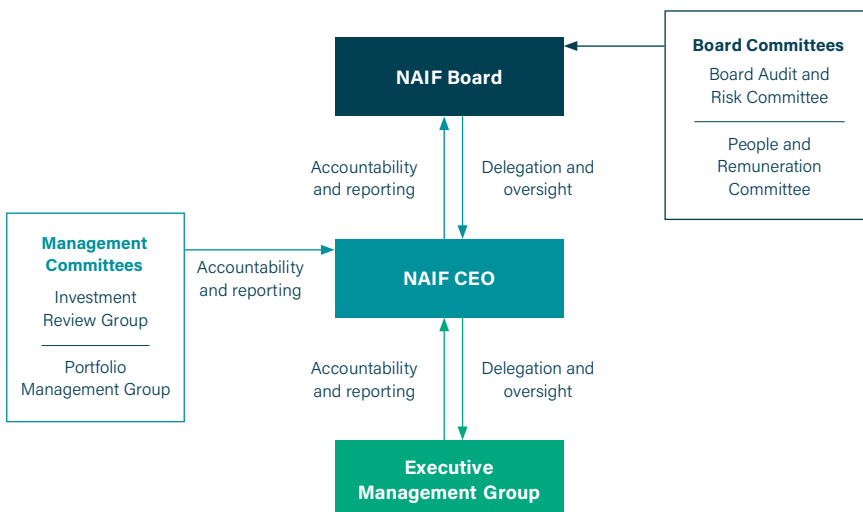 NAIF Board
Board Committees
Board Audit and
Risk Committee
People and
Remuneration
Committee
Accountability
and reporting
Delegation and
oversight
Management
Committees
Investment
Review Group
Portfolio
Management Group
Accountability
and reporting
NAIF CEO
Accountability
and reporting
Delegation and
oversight
Executive
Management Group